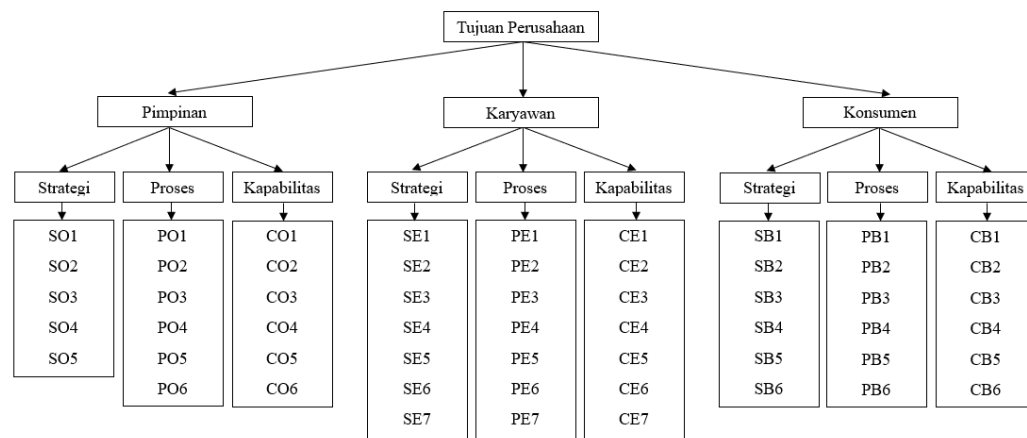 Tujuan Perusahaan
Pimpinan
Karyawan
Konsumen
Strategi
Proses
Kapabilitas
Strategi
Proses
Kapabilitas
Strategi
Proses
Kapabilitas
SO1
SO2
SO3
SO4
SO5
PO1
PO2
PO3
PO4
PO5
PO6
CO1
CO2
CO3
CO4
CO5
CO6
SE1
SE2
SE3
SE4
SE5
SE6
SE7
PE1
PE2
PE3
PE4
PE5
PE6
PE7
CE1
CE2
CE3
CE4
CE5
CE6
CE7
SB1
SB2
SB3
SB4
SB5
SB6
PB1
PB2
PB3
PB4
PB5
PB6
CB1
CB2
CB3
CB4
CB5
CB6